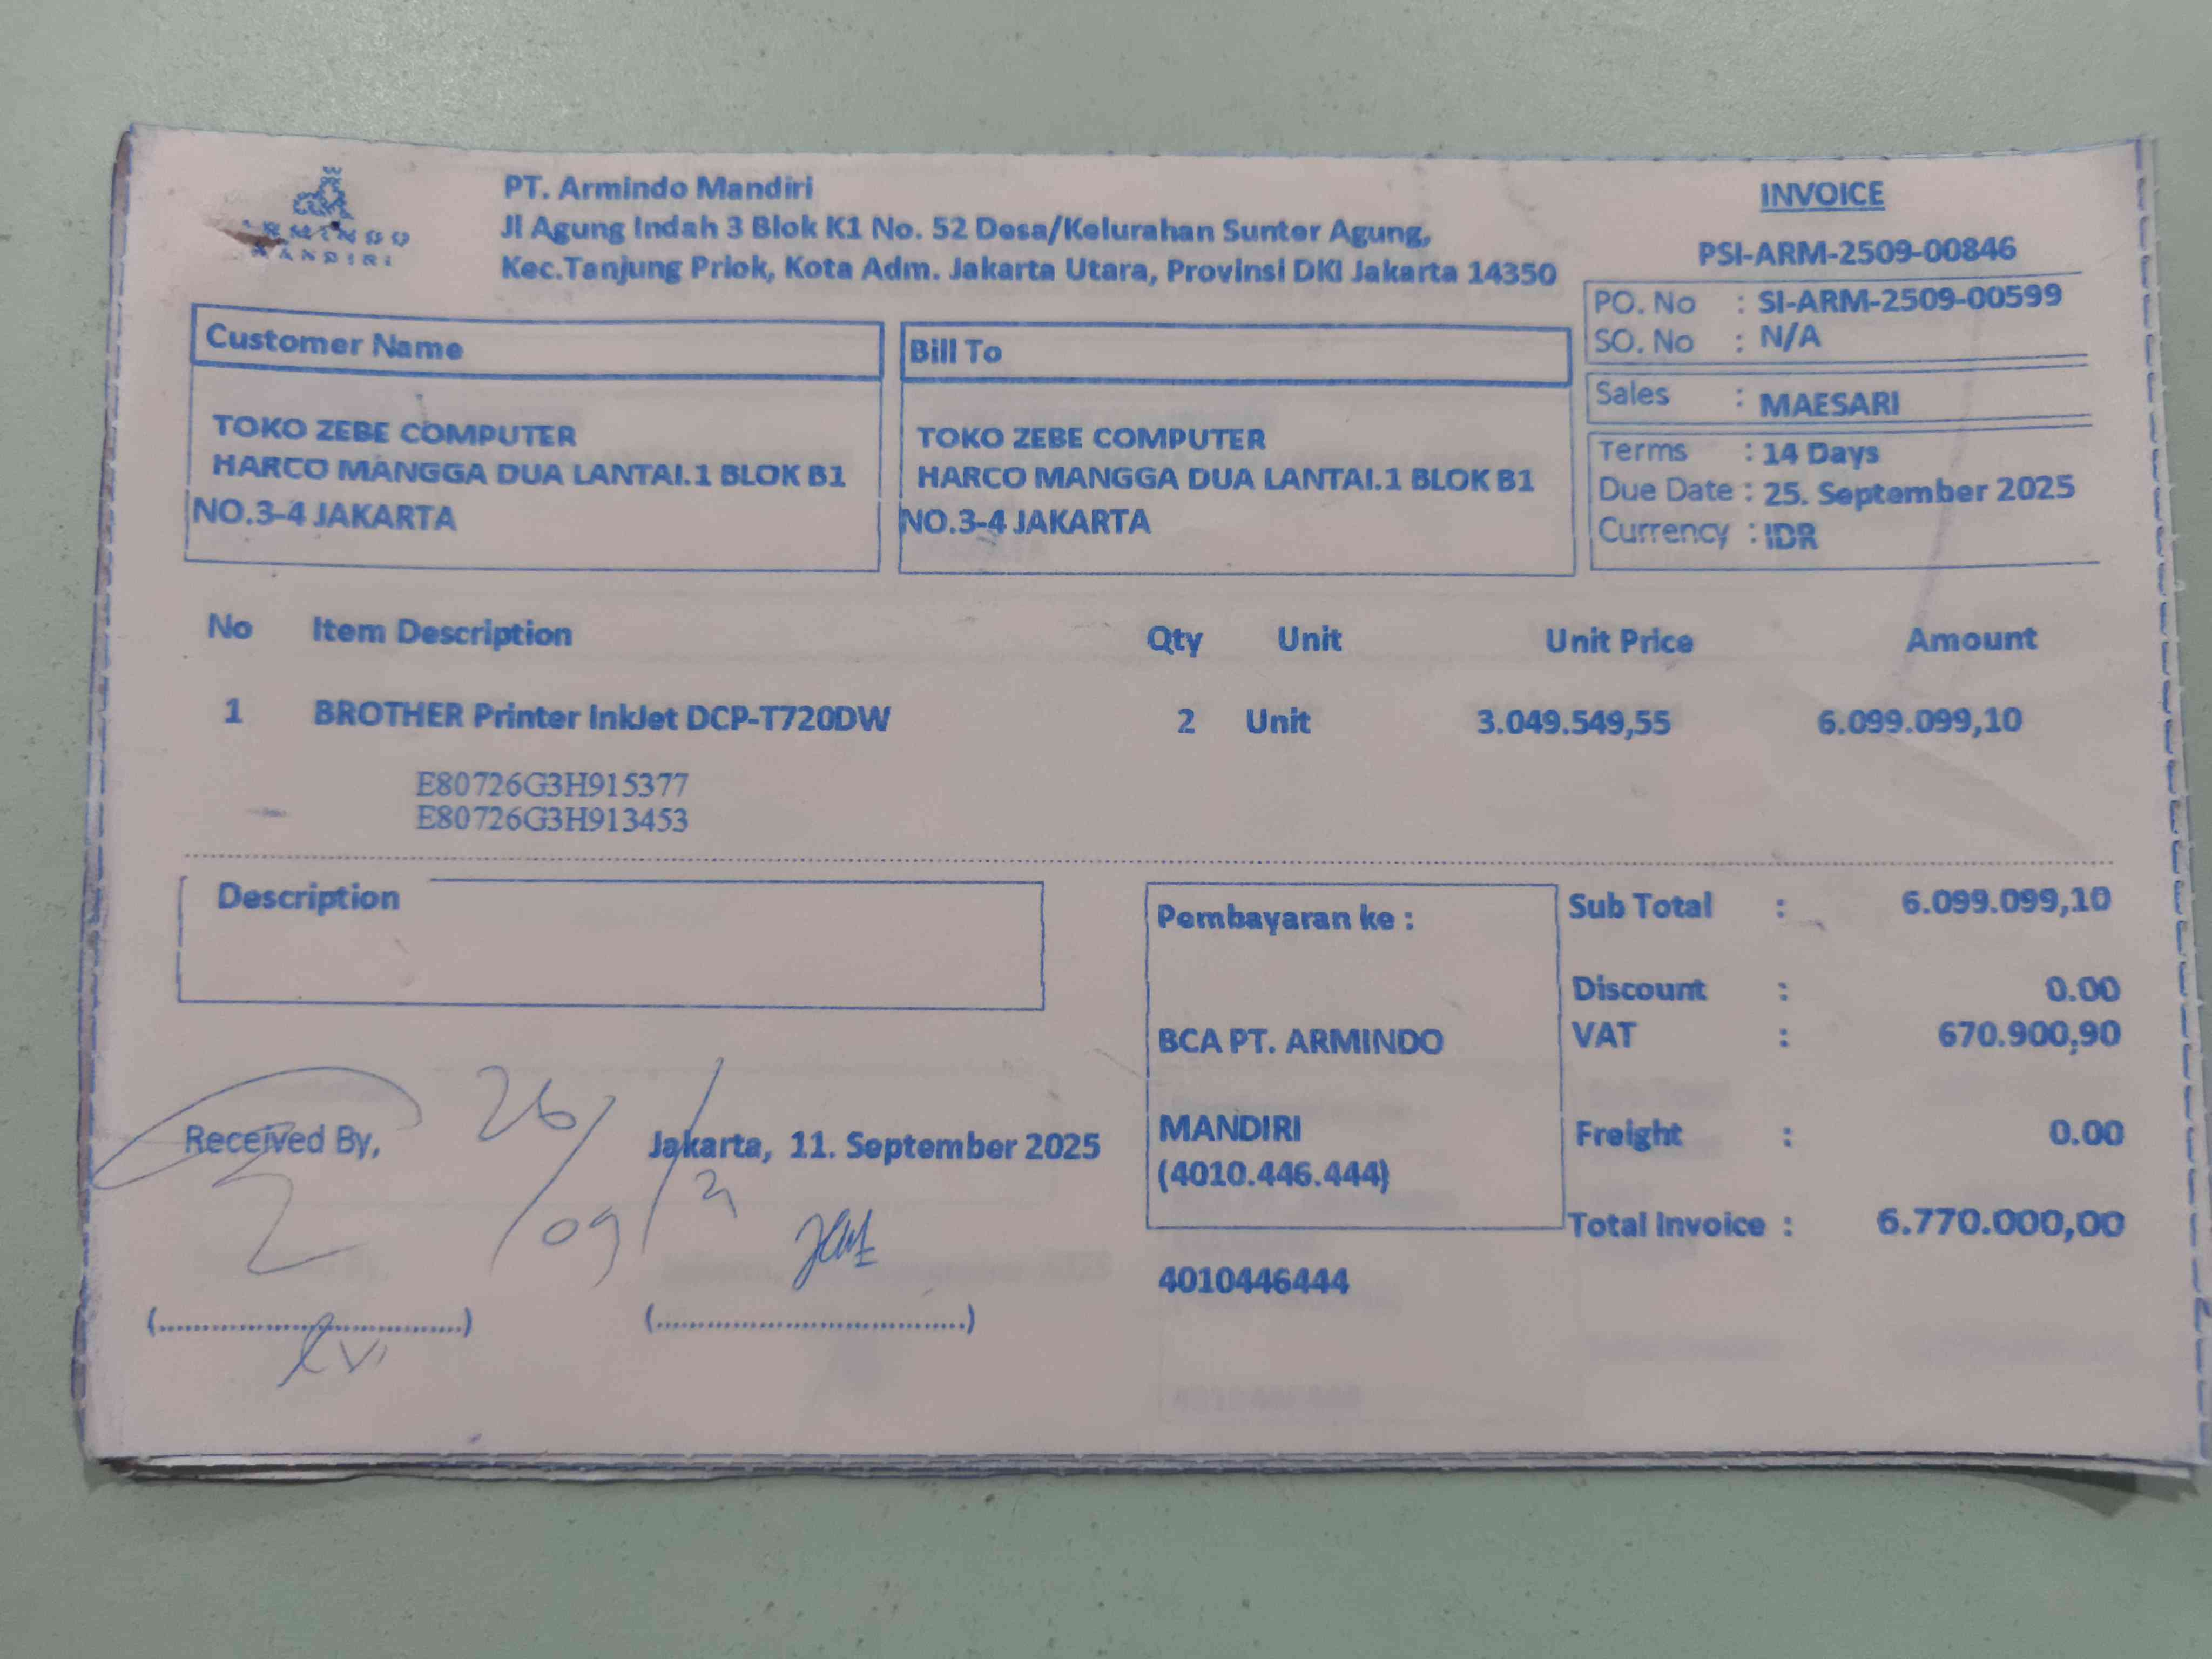 ARMINDO
MANDIRI
PT. Armindo Mandiri
Jl Agung Indah 3 Blok K1 No. 52 Desa/Kelurahan Sunter Agung,
Kec.Tanjung Priok, Kota Adm. Jakarta Utara, Provinsi DKI Jakarta 14350
INVOICE
PSI-ARM-2509-00846
PO. No : SI-ARM-2509-00599
SO. No : N/A
Sales : MAESARI
Terms : 14 Days
Due Date : 25. September 2025
Currency : IDR
Customer Name
TOKO ZEBE COMPUTER
HARCO MANGGA DUA LANTAI.1 BLOK B1
NO.3-4 JAKARTA
Bill To
TOKO ZEBE COMPUTER
HARCO MANGGA DUA LANTAI.1 BLOK B1
NO.3-4 JAKARTA
No Item Description Qty Unit Unit Price Amount
1 BROTHER Printer InkJet DCP-T720DW 2 Unit 3.049.549,55 6.099.099,10
E80726G3H915377
E80726G3H913453
Description
Pembayaran ke :
BCA PT. ARMINDO
MANDIRI
(4010.446.444)
4010446444
Sub Total : 6.099.099,10
Discount : 0.00
VAT : 670.900,90
Freight : 0.00
Total Invoice : 6.770.000,00
Received By,
26/09/
Jakarta, 11. September 2025
(................................)
(..................................)